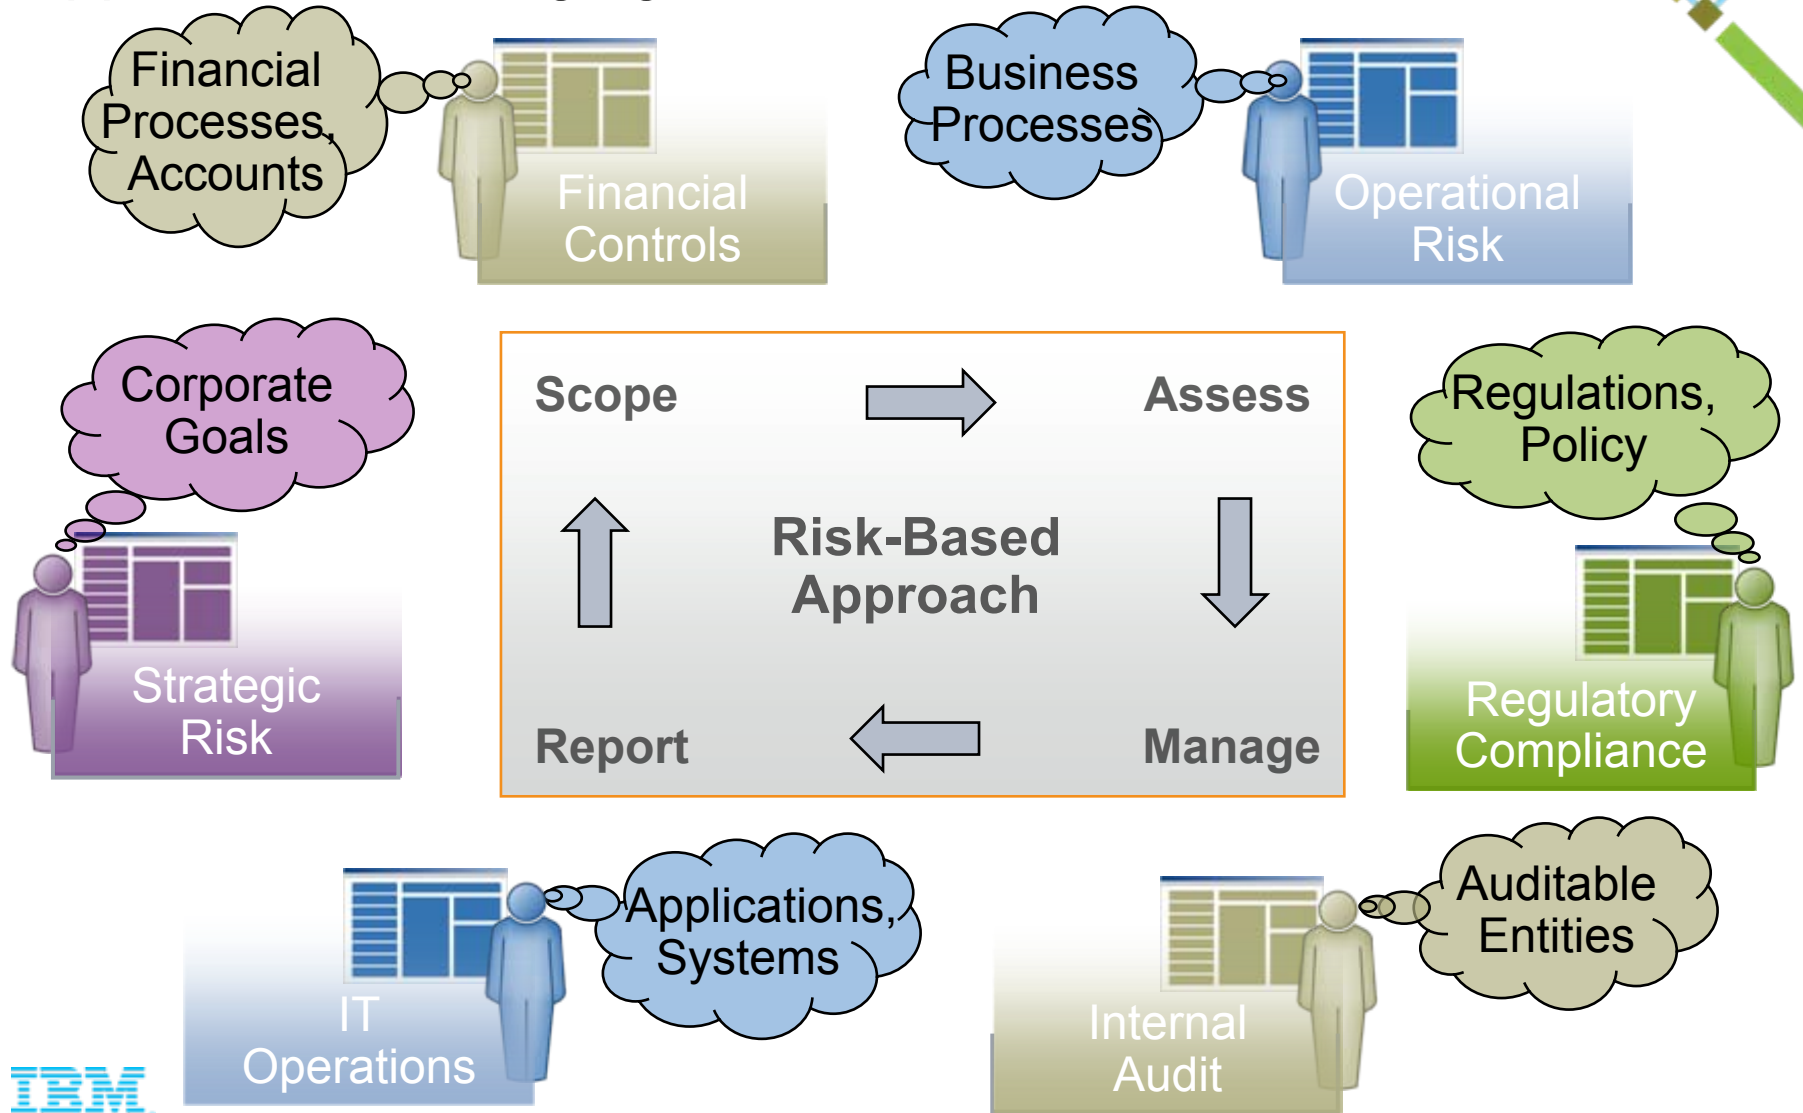 Financial
Processes,
Accounts
Financial
Controls
Business
Processes
Operational
Risk
Corporate
Goals
Strategic
Risk
Scope
Assess
Risk-Based
Approach
Report
Manage
Regulations,
Policy
Regulatory
Compliance
Applications,
Systems
IT
Operations
Auditable
Entities
Internal
Audit
IBM